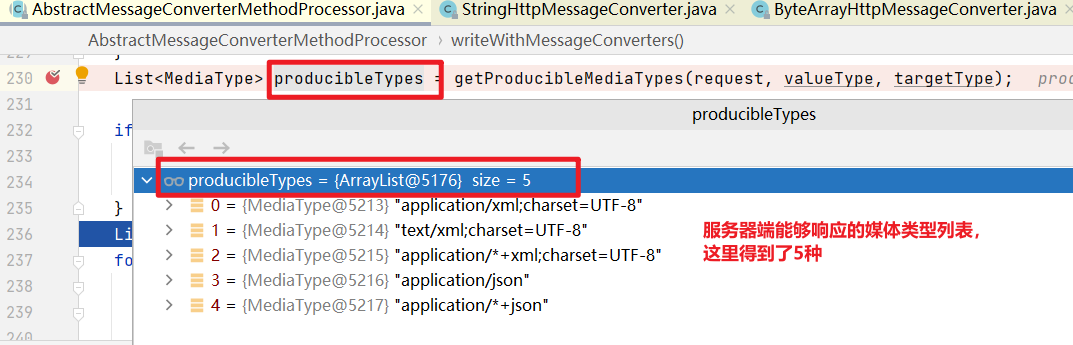 AbstractMessageConverterMethodProcessor.java × StringHttpMessageConverter.java × ByteArrayHttpMessageConverter.java ×
AbstractMessageConverterMethodProcessor › writeWithMessageConverters()
230 List<MediaType> producibleTypes = getProducibleMediaTypes(request, valueType, targetType); prod
231
producibleTypes
232 if
233
234 producibleTypes = {ArrayList@5176} size = 5
0 = {MediaType@5213} "application/xml;charset=UTF-8"
235 } 1 = {MediaType@5214} "text/xml;charset=UTF-8"
服务器端能够响应的媒体类型列表，
236 Li 2 = {MediaType@5215} "application/*+xml;charset=UTF-8"
这里得到了5种
237 fo 3 = {MediaType@5216} "application/json"
238
239 4 = {MediaType@5217} "application/*+json"
240